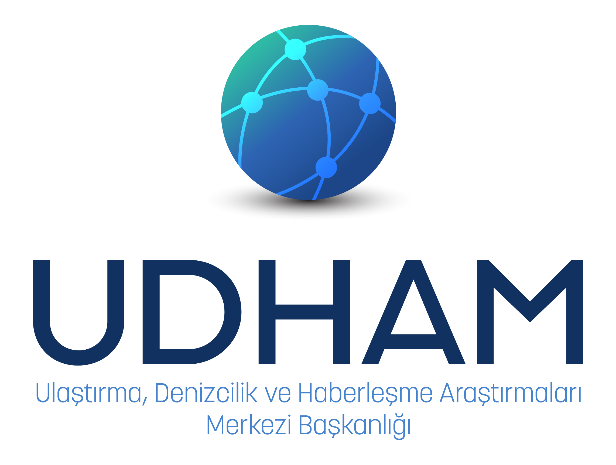 UDHAM
Ulaştırma, Denizcilik ve Haberleşme Araştırmaları
Merkezi Başkanlığı